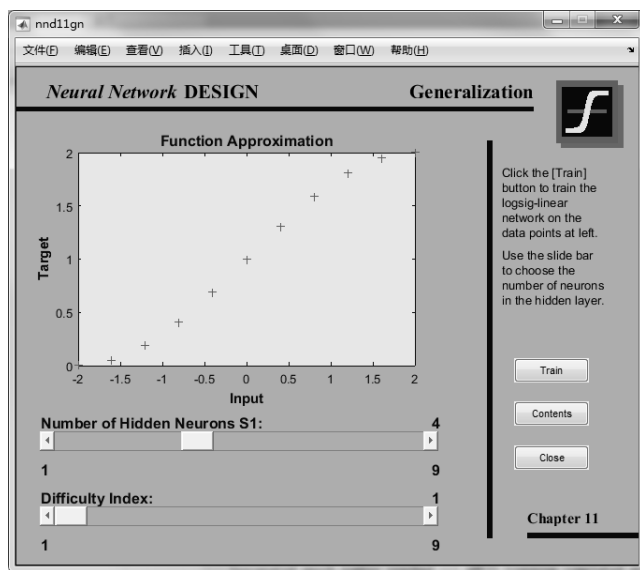 nnd11gn
文件(F) 编辑(E) 查看(V) 插入(I) 工具(T) 桌面(D) 窗口(W) 帮助(H)
Neural Network DESIGN
Generalization
Function Approximation
Click the [Train]
button to train the
logsig-linear
network on the
data points at left.
Use the slide bar
to choose the
number of neurons
in the hidden layer.
Target
2
1.5
1
0.5
0
-2 -1.5 -1 -0.5 0 0.5 1 1.5 2
Input
Train
Contents
Close
Number of Hidden Neurons S1: 4
1 9
Difficulty Index: 1
1 9
Chapter 11